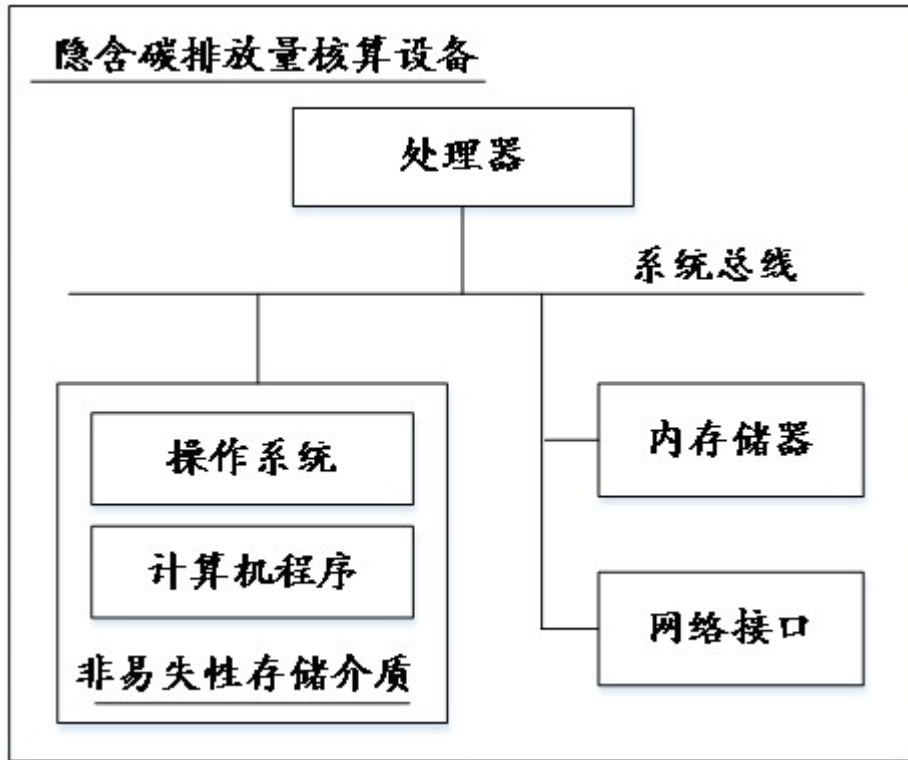 隐含碳排放量核算设备
处理器
系统总线
操作系统
内存储器
计算机程序
网络接口
非易失性存储介质